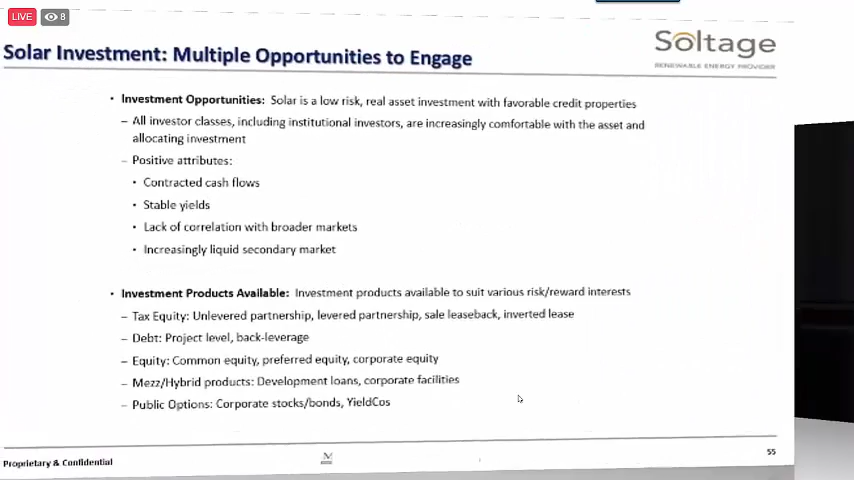 LIVE 8
Solar Investment: Multiple Opportunities to Engage
Soltage
RENEWABLE ENERGY PROVIDER
• Investment Opportunities: Solar is a low risk, real asset investment with favorable credit properties
– All investor classes, including institutional investors, are increasingly comfortable with the asset and
allocating investment
– Positive attributes:
• Contracted cash flows
• Stable yields
• Lack of correlation with broader markets
• Increasingly liquid secondary market
• Investment Products Available: Investment products available to suit various risk/reward interests
– Tax Equity: Unlevered partnership, levered partnership, sale leaseback, inverted lease
– Debt: Project level, back-leverage
– Equity: Common equity, preferred equity, corporate equity
– Mezz/Hybrid products: Development loans, corporate facilities
– Public Options: Corporate stocks/bonds, YieldCos
Proprietary & Confidential
55